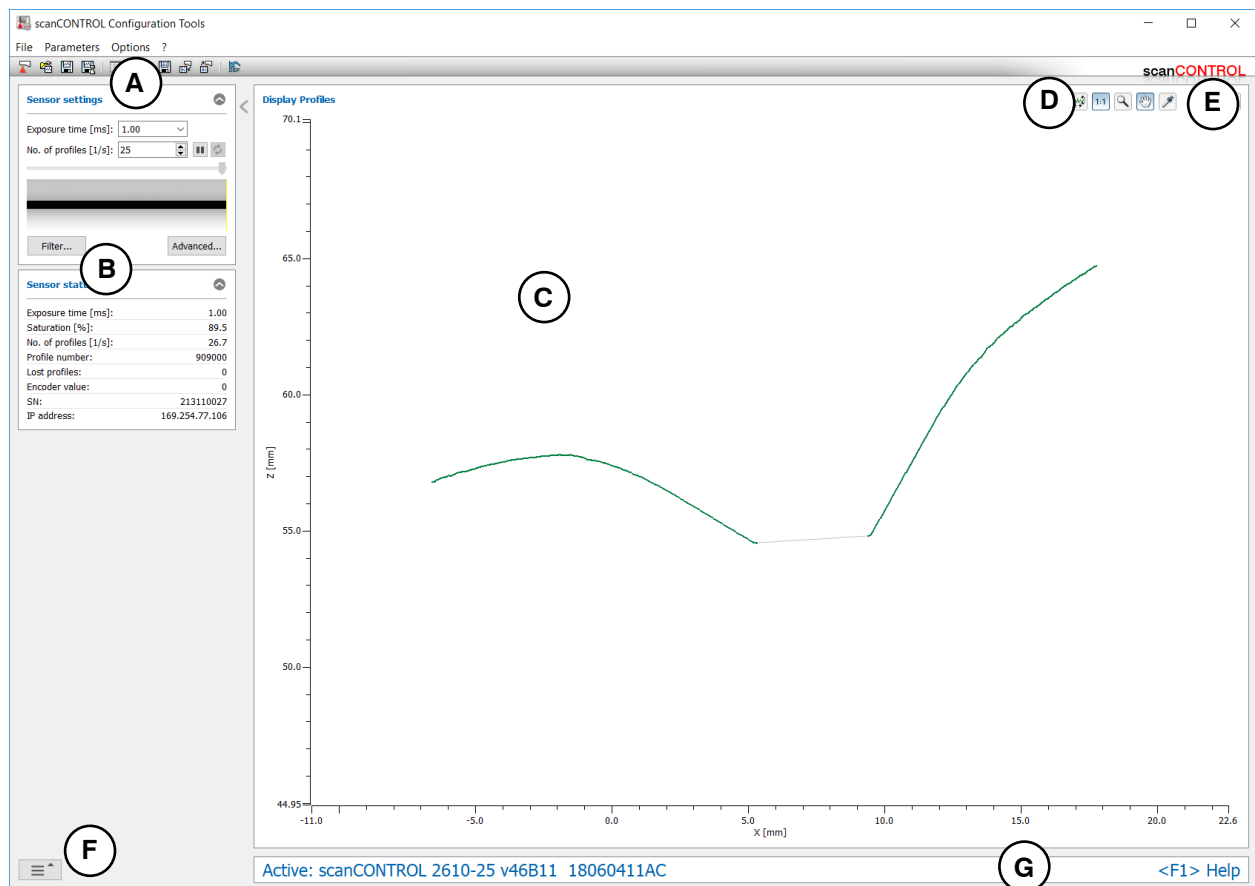 scanCONTROL Configuration Tools
File Parameters Options ?
scanCONTROL
A
Sensor settings
Exposure time [ms]: 1.00
No. of profiles [1/s]: 25
Filter... Advanced...
B
Exposure time [ms]: 1.00
Saturation [%]: 89.5
No. of profiles [1/s]: 26.7
Profile number: 909000
Lost profiles: 0
Encoder value: 0
SN: 213110027
IP address: 169.254.77.106
Display Profiles
D
1:1
E
70.1
65.0
C
60.0
Z [mm]
55.0
50.0
44.95
-11.0 -5.0 0.0 5.0 10.0 15.0 20.0 22.6
X [mm]
F
G
Active: scanCONTROL 2610-25 v46B11 18060411AC
<F1> Help